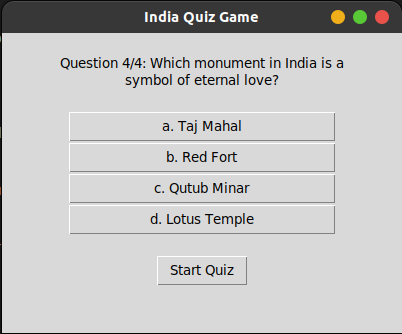 India Quiz Game
Question 4/4: Which monument in India is a
symbol of eternal love?
a. Taj Mahal
b. Red Fort
c. Qutub Minar
d. Lotus Temple
Start Quiz